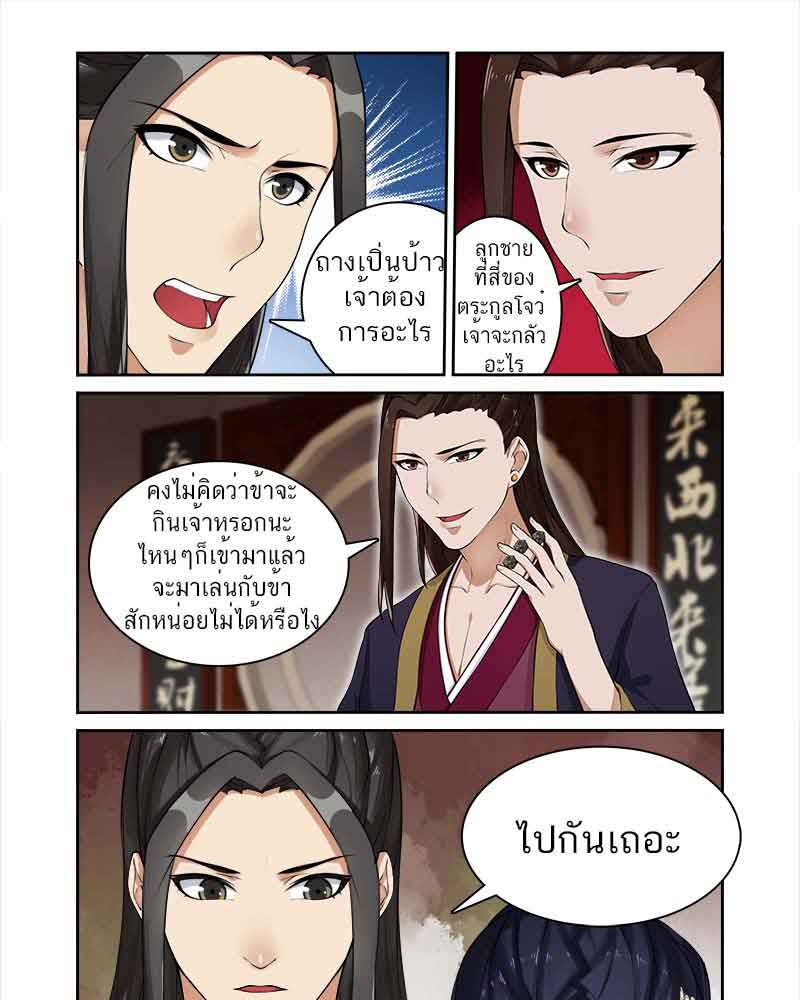 ถางเปิ่นป้าว
เจ้าต้อง
การอะไร
ลูกชาย
ที่สี่ของ
ตระกูลโจว๋
เจ้าจะกลัว
อะไร
คงไม่คิดว่าข้าจะ
กินเจ้าหรอกนะ
ไหนๆก็เข้ามาแล้ว
จะมาเล่นกับข้า
สักหน่อยไม่ได้หรือไง
来西北来
ไปกันเถอะ